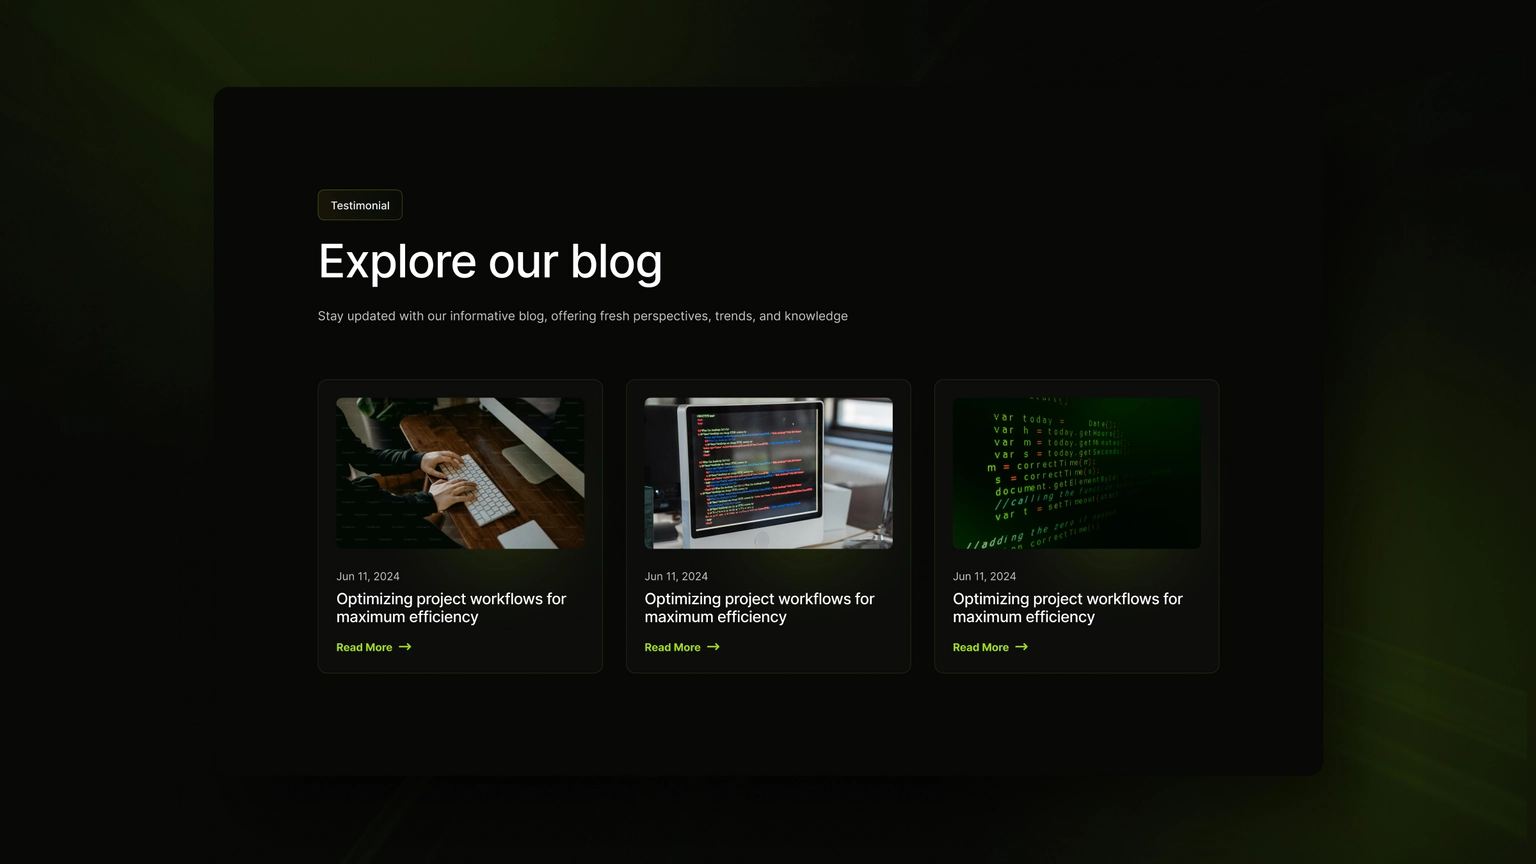 Testimonial
Explore our blog
Stay updated with our informative blog, offering fresh perspectives, trends, and knowledge
var today =
Date();
var h = today.getHours();
var m = today.getMinutes
var s = today.getSeconds
m = correctTime(m);
s = correctTime(s);
document.getElementById
//calling the function
var t = setTimeout(start
//adding the zero if
correctTime(i)
Jun 11, 2024
Optimizing project workflows for
maximum efficiency
Read More
Jun 11, 2024
Optimizing project workflows for
maximum efficiency
Read More
Jun 11, 2024
Optimizing project workflows for
maximum efficiency
Read More